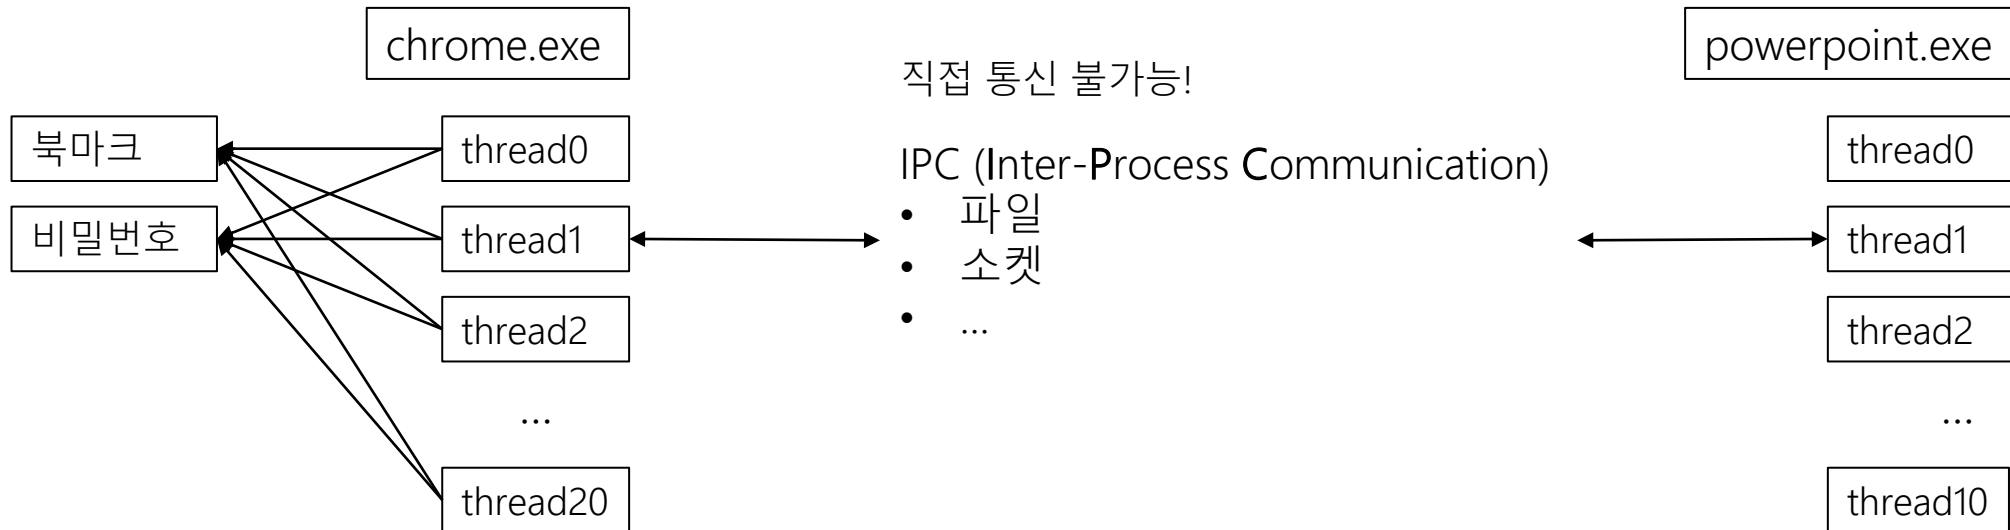 chrome.exe
powerpoint.exe
직접 통신 불가능!
북마크
비밀번호
thread0
thread1
thread2
...
thread20
IPC (Inter-Process Communication)
• 파일
• 소켓
• ...
thread0
thread1
thread2
...
thread10